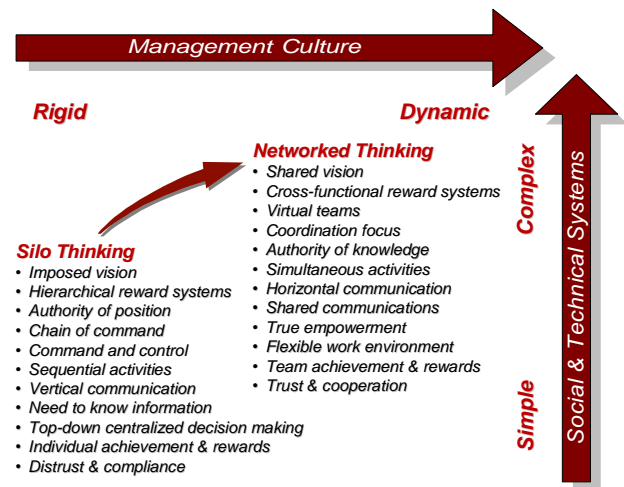 Management Culture
Rigid
Dynamic
Networked Thinking
• Shared vision
• Cross-functional reward systems
• Virtual teams
• Coordination focus
• Authority of knowledge
• Simultaneous activities
• Horizontal communication
• Shared communications
• True empowerment
• Flexible work environment
• Team achievement & rewards
• Trust & cooperation
Silo Thinking
• Imposed vision
• Hierarchical reward systems
• Authority of position
• Chain of command
• Command and control
• Sequential activities
• Vertical communication
• Need to know information
• Top-down centralized decision making
• Individual achievement & rewards
• Distrust & compliance
Complex
Simple
Social & Technical Systems